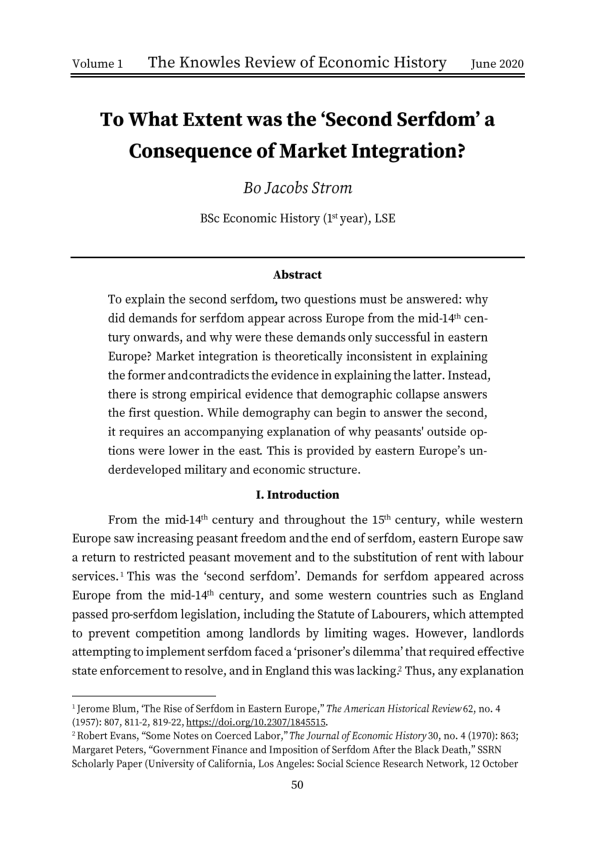 Volume 1 The Knowles Review of Economic History June 2020
To What Extent was the ‘Second Serfdom’ a
Consequence of Market Integration?
Bo Jacobs Strom
BSc Economic History (1st year), LSE
Abstract
To explain the second serfdom, two questions must be answered: why
did demands for serfdom appear across Europe from the mid-14th cen-
tury onwards, and why were these demands only successful in eastern
Europe? Market integration is theoretically inconsistent in explaining
the former and contradicts the evidence in explaining the latter. Instead,
there is strong empirical evidence that demographic collapse answers
the first question. While demography can begin to answer the second,
it requires an accompanying explanation of why peasants' outside op-
tions were lower in the east. This is provided by eastern Europe’s un-
derdeveloped military and economic structure.
I. Introduction
From the mid-14th century and throughout the 15th century, while western
Europe saw increasing peasant freedom and the end of serfdom, eastern Europe saw
a return to restricted peasant movement and to the substitution of rent with labour
services.1 This was the ‘second serfdom’. Demands for serfdom appeared across
Europe from the mid-14th century, and some western countries such as England
passed pro-serfdom legislation, including the Statute of Labourers, which attempted
to prevent competition among landlords by limiting wages. However, landlords
attempting to implement serfdom faced a ‘prisoner’s dilemma’ that required effective
state enforcement to resolve, and in England this was lacking.2 Thus, any explanation
1 Jerome Blum, ‘The Rise of Serfdom in Eastern Europe,” The American Historical Review 62, no. 4
(1957): 807, 811-2, 819-22, https://doi.org/10.2307/1845515.
2 Robert Evans, “Some Notes on Coerced Labor,” The Journal of Economic History 30, no. 4 (1970): 863;
Margaret Peters, “Government Finance and Imposition of Serfdom After the Black Death,” SSRN
Scholarly Paper (University of California, Los Angeles: Social Science Research Network, 12 October
50